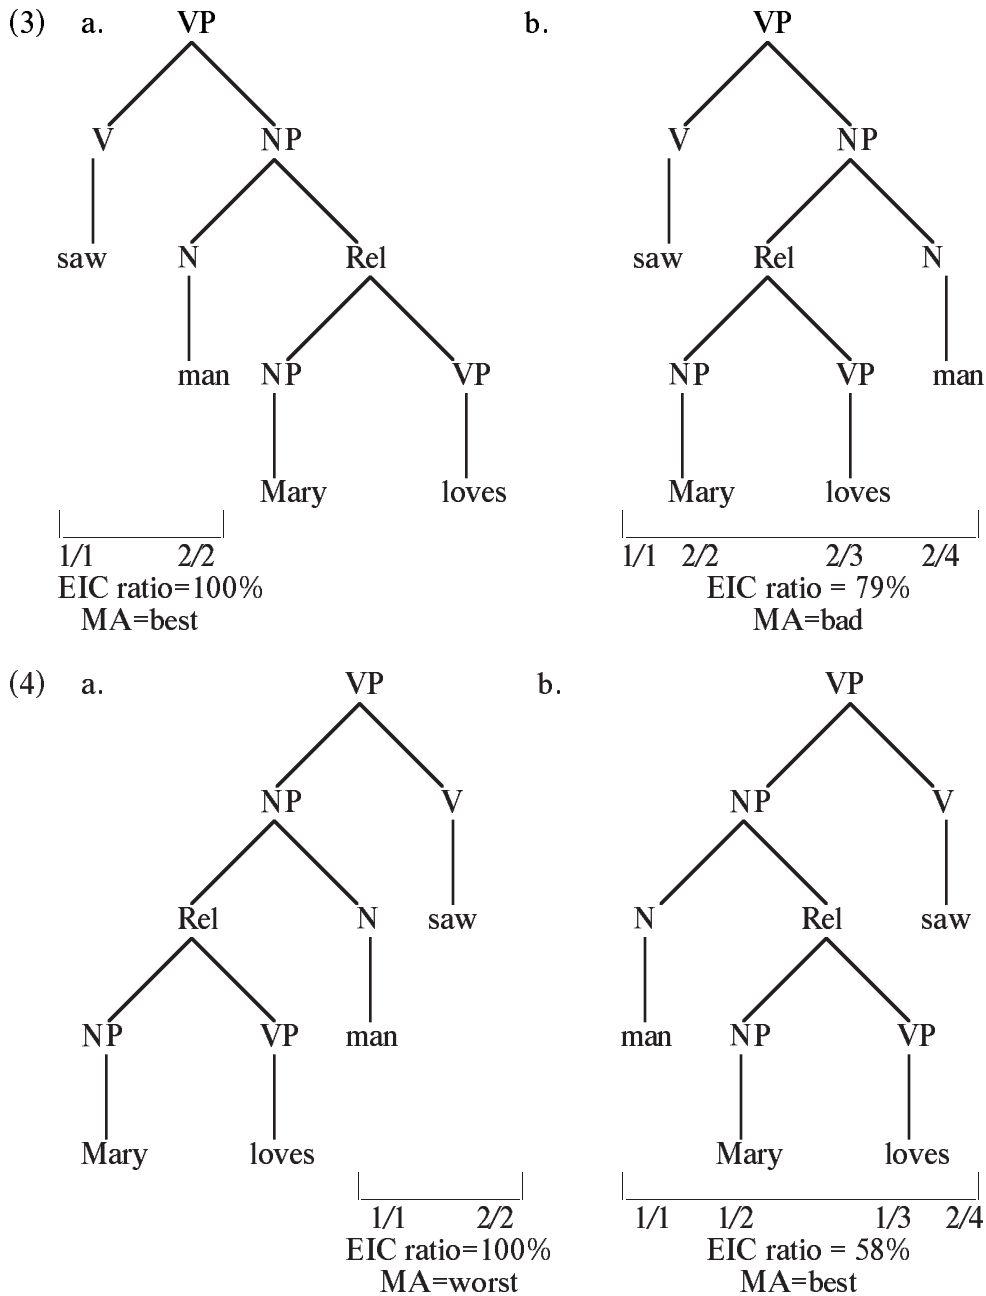 (3) a. VP b. VP
V NP V NP
saw N Rel saw Rel N
man NP VP NP VP man
Mary loves Mary loves
1/1 2/2 1/1 2/2 2/3 2/4
EIC ratio=100% EIC ratio = 79%
MA=best MA=bad
(4) a. VP b. VP
NP V NP V
Rel N saw N Rel saw
NP VP man man NP VP
Mary loves Mary loves
1/1 2/2 1/1 1/2 1/3 2/4
EIC ratio=100% EIC ratio = 58%
MA=worst MA=best